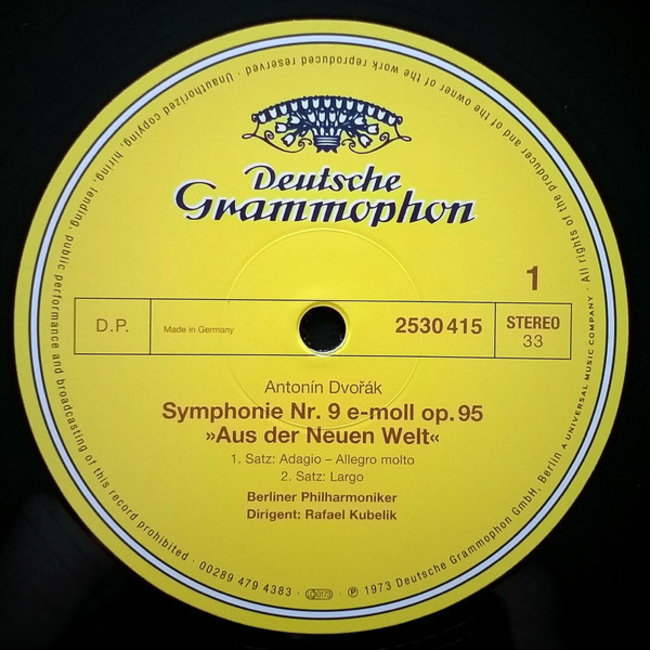 Deutsche
Grammophon
1
D.P.
Made in Germany
2530 415
STEREO
33
Antonín Dvořák
Symphonie Nr. 9 e-moll op. 95
»Aus der Neuen Welt«
1. Satz: Adagio – Allegro molto
2. Satz: Largo
Berliner Philharmoniker
Dirigent: Rafael Kubelik
℗ 1973 Deutsche Grammophon GmbH, Berlin A UNIVERSAL MUSIC COMPANY · All rights of the producer and of the owner of the work reproduced reserved · Unauthorized copying, hiring, lending, public performance and broadcasting of this record prohibited · 00289 479 4383 · LC 0173 ·